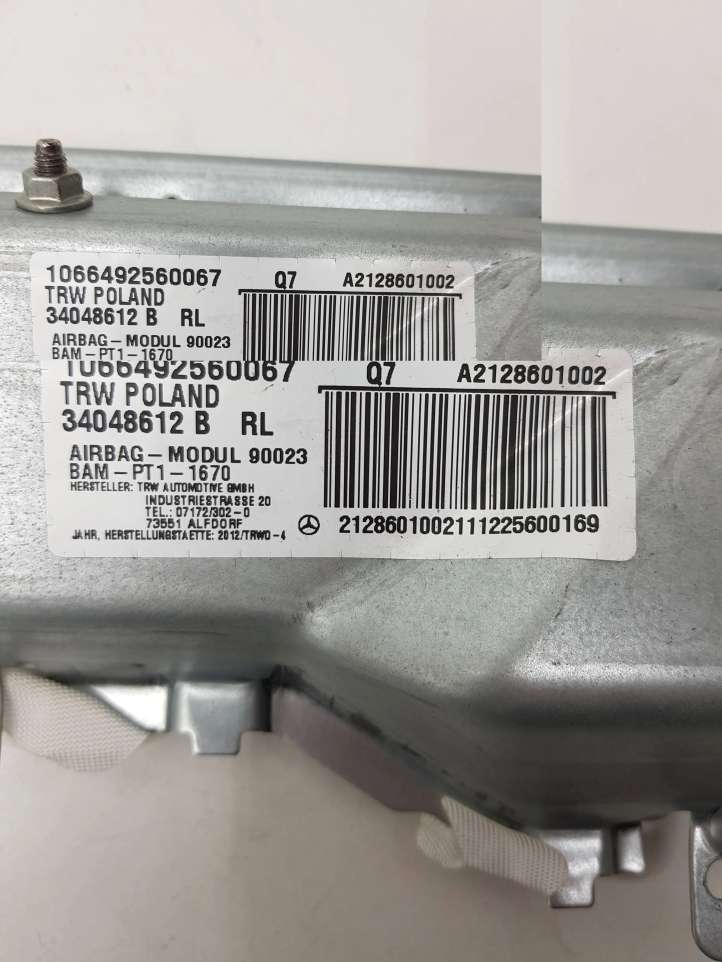 1066492560067 Q7 A2128601002
TRW POLAND
34048612 B RL
AIRBAG-MODUL 90023
BAM-PT1-1670
1066492560067 Q7 A2128601002
TRW POLAND
34048612 B RL
AIRBAG-MODUL 90023
BAM-PT1-1670
HERSTELLER: TRW AUTOMOTIVE GMBH
INDUSTRIESTRASSE 20
TEL.: 07172/302-0
73551 ALFDORF
JAHR, HERSTELLUNGSTAETTE: 2012/TRWO-4
2128601002111225600169